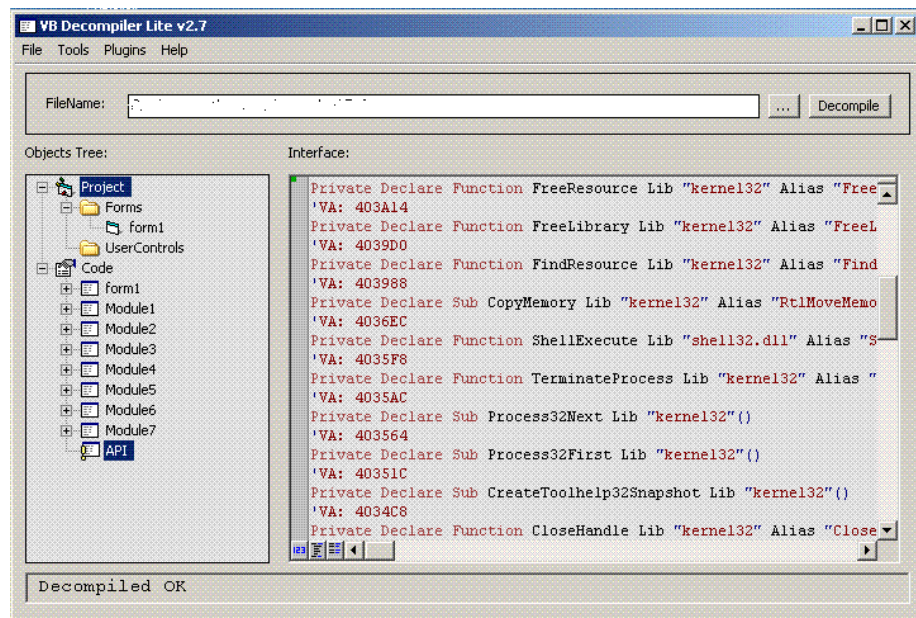 VB Decompiler Lite v2.7
File Tools Plugins Help
FileName:
... Decompile
Objects Tree:
Interface:
Project
Forms
form1
UserControls
Code
form1
Module1
Module2
Module3
Module4
Module5
Module6
Module7
API
Private Declare Function FreeResource Lib "kernel32" Alias "Free
'VA: 403A14
Private Declare Function FreeLibrary Lib "kernel32" Alias "FreeL
'VA: 4039D0
Private Declare Function FindResource Lib "kernel32" Alias "Find
'VA: 403988
Private Declare Sub CopyMemory Lib "kernel32" Alias "RtlMoveMemo
'VA: 4036EC
Private Declare Function ShellExecute Lib "shell32.dll" Alias "S
'VA: 4035F8
Private Declare Function TerminateProcess Lib "kernel32" Alias "
'VA: 4035AC
Private Declare Sub Process32Next Lib "kernel32"()
'VA: 403564
Private Declare Sub Process32First Lib "kernel32"()
'VA: 40351C
Private Declare Sub CreateToolhelp32Snapshot Lib "kernel32"()
'VA: 4034C8
Private Declare Function CloseHandle Lib "kernel32" Alias "Close
123
Decompiled OK